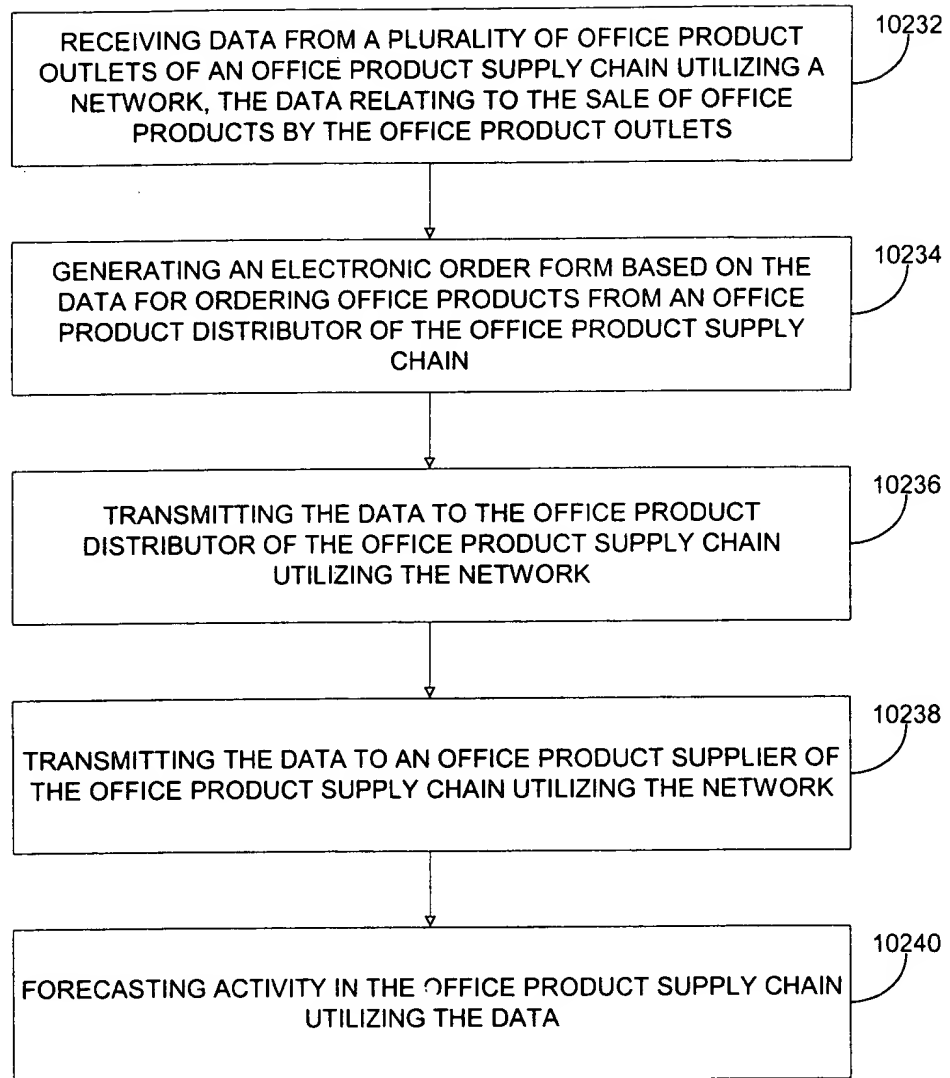 RECEIVING DATA FROM A PLURALITY OF OFFICE PRODUCT
OUTLETS OF AN OFFICE PRODUCT SUPPLY CHAIN UTILIZING A
NETWORK, THE DATA RELATING TO THE SALE OF OFFICE
PRODUCTS BY THE OFFICE PRODUCT OUTLETS
10232
GENERATING AN ELECTRONIC ORDER FORM BASED ON THE
DATA FOR ORDERING OFFICE PRODUCTS FROM AN OFFICE
PRODUCT DISTRIBUTOR OF THE OFFICE PRODUCT SUPPLY
CHAIN
10234
TRANSMITTING THE DATA TO THE OFFICE PRODUCT
DISTRIBUTOR OF THE OFFICE PRODUCT SUPPLY CHAIN
UTILIZING THE NETWORK
10236
TRANSMITTING THE DATA TO AN OFFICE PRODUCT SUPPLIER OF
THE OFFICE PRODUCT SUPPLY CHAIN UTILIZING THE NETWORK
10238
FORECASTING ACTIVITY IN THE OFFICE PRODUCT SUPPLY CHAIN
UTILIZING THE DATA
10240